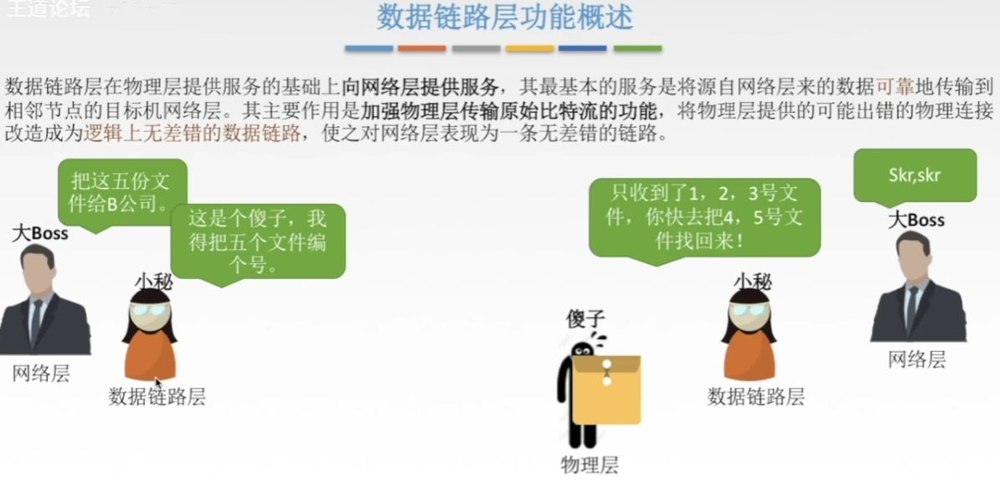 王道论坛
数据链路层功能概述
数据链路层在物理层提供服务的基础上向网络层提供服务，其最基本的服务是将源自网络层来的数据可靠地传输到
相邻节点的目标机网络层。其主要作用是加强物理层传输原始比特流的功能，将物理层提供的可能出错的物理连接
改造成为逻辑上无差错的数据链路，使之对网络层表现为一条无差错的链路。
把这五份文
件给B公司。
大Boss
网络层
这是个傻子，我
得把五个文件编
个号。
小秘
数据链路层
傻子
物理层
只收到了1，2，3号文
件，你快去把4，5号文
件找回来！
小秘
数据链路层
Skr,skr
大Boss
网络层